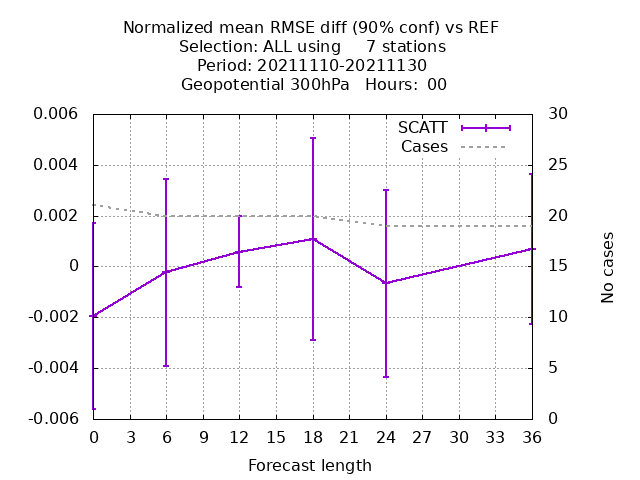 Normalized mean RMSE diff (90% conf) vs REF
Selection: ALL using     7 stations
Period: 20211110-20211130
Geopotential 300hPa   Hours:  00
0.006
0.004
0.002
0
-0.002
-0.004
-0.006
SCATT
Cases
30
25
20
15
10
5
0
No cases
0 3 6 9 12 15 18 21 24 27 30 33 36
Forecast length